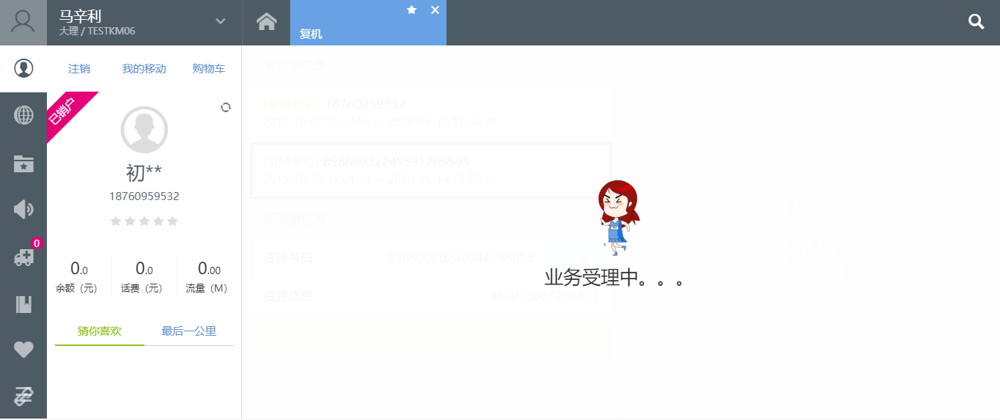 马辛利
大理 / TESTKM06
复机
注销
我的移动
购物车
已销户
初**
18760959532
0
0.0
0.0
0.00
余额（元）
话费（元）
流量（M）
猜你喜欢
最后一公里
老资源信息
[服务号码] 18760959532
2012-10-07 19:24:56 ~ 2020-05-14 17:56:30
[SIM卡号] 89860032249591205595
2015-10-08 12:01:34 ~ 2020-05-14 17:56:30
新资源信息
资源号码
89860080240947268058
资源信息
460078087206805
业务受理中。。。